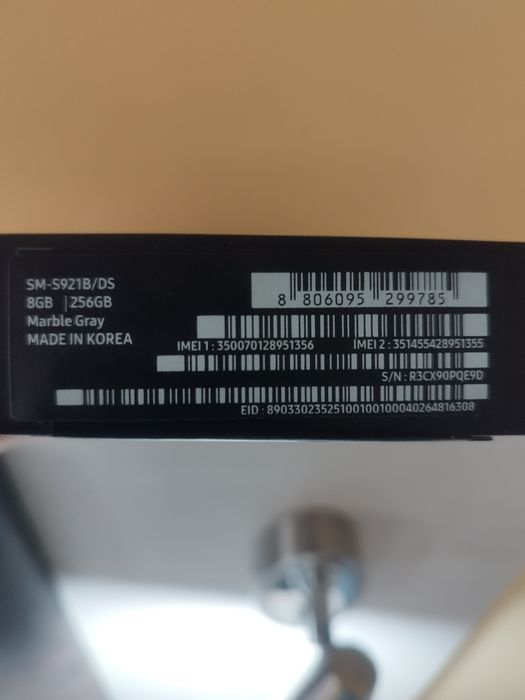 SM-S921B/DS
8GB | 256GB
Marble Gray
MADE IN KOREA
8 806095 299785
IMEI 1 : 350070128951356 IMEI 2 : 351455428951355
S/N : R3CX90PQE9D
EID : 89033023525100100100040264816308